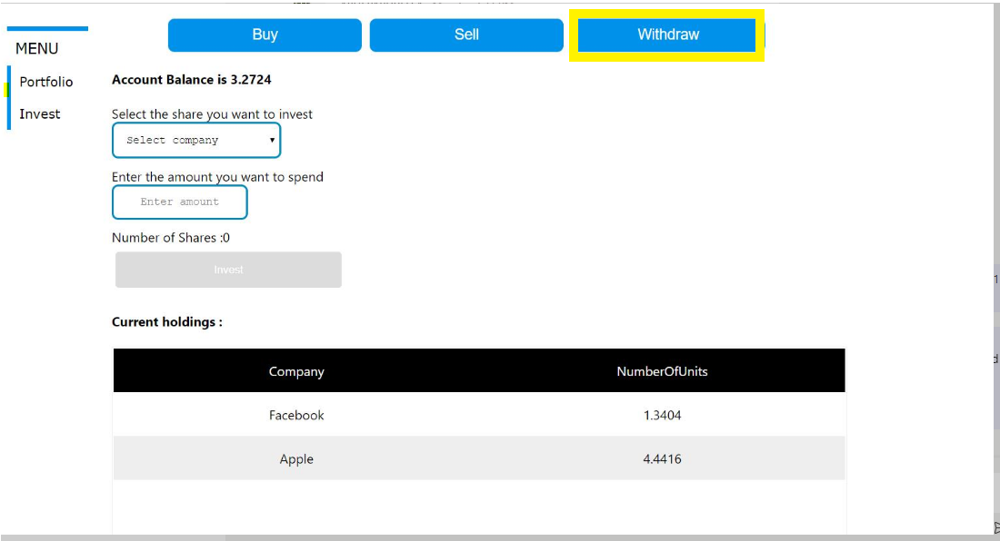 Buy Sell Withdraw
MENU
Portfolio
Invest
Account Balance is 3.2724
Select the share you want to invest
Select company
Enter the amount you want to spend
Enter amount
Number of Shares :0
Invest
Current holdings :
Company NumberOfUnits
Facebook 1.3404
Apple 4.4416